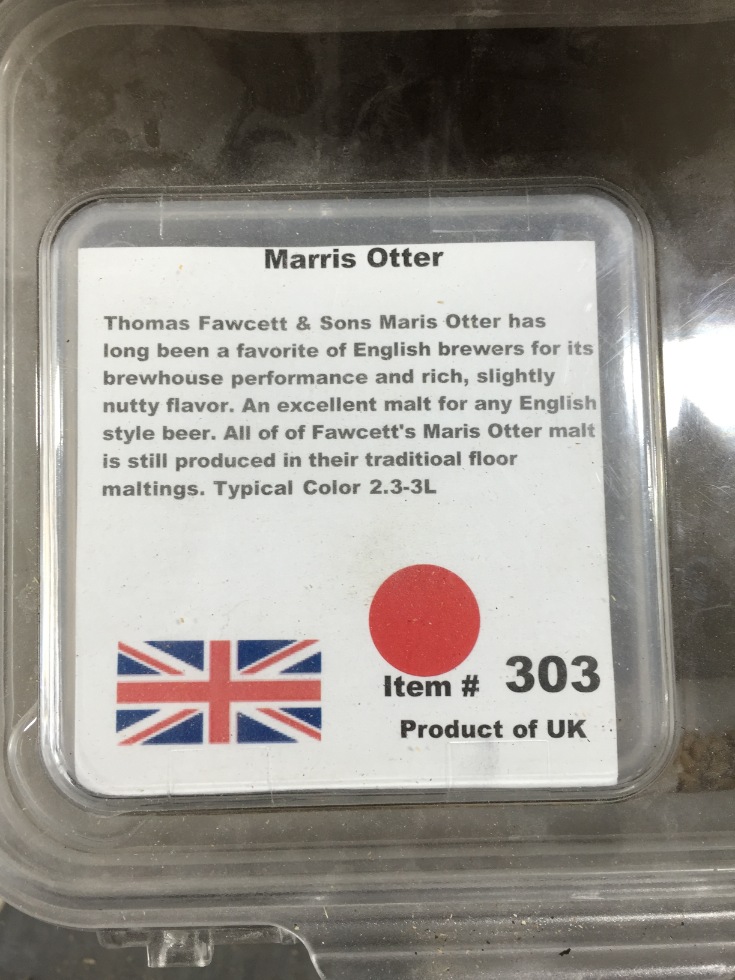 Marris Otter
Thomas Fawcett & Sons Maris Otter has
long been a favorite of English brewers for its
brewhouse performance and rich, slightly
nutty flavor. An excellent malt for any English
style beer. All of of Fawcett's Maris Otter malt
is still produced in their traditioal floor
maltings. Typical Color 2.3-3L
Item # 303
Product of UK